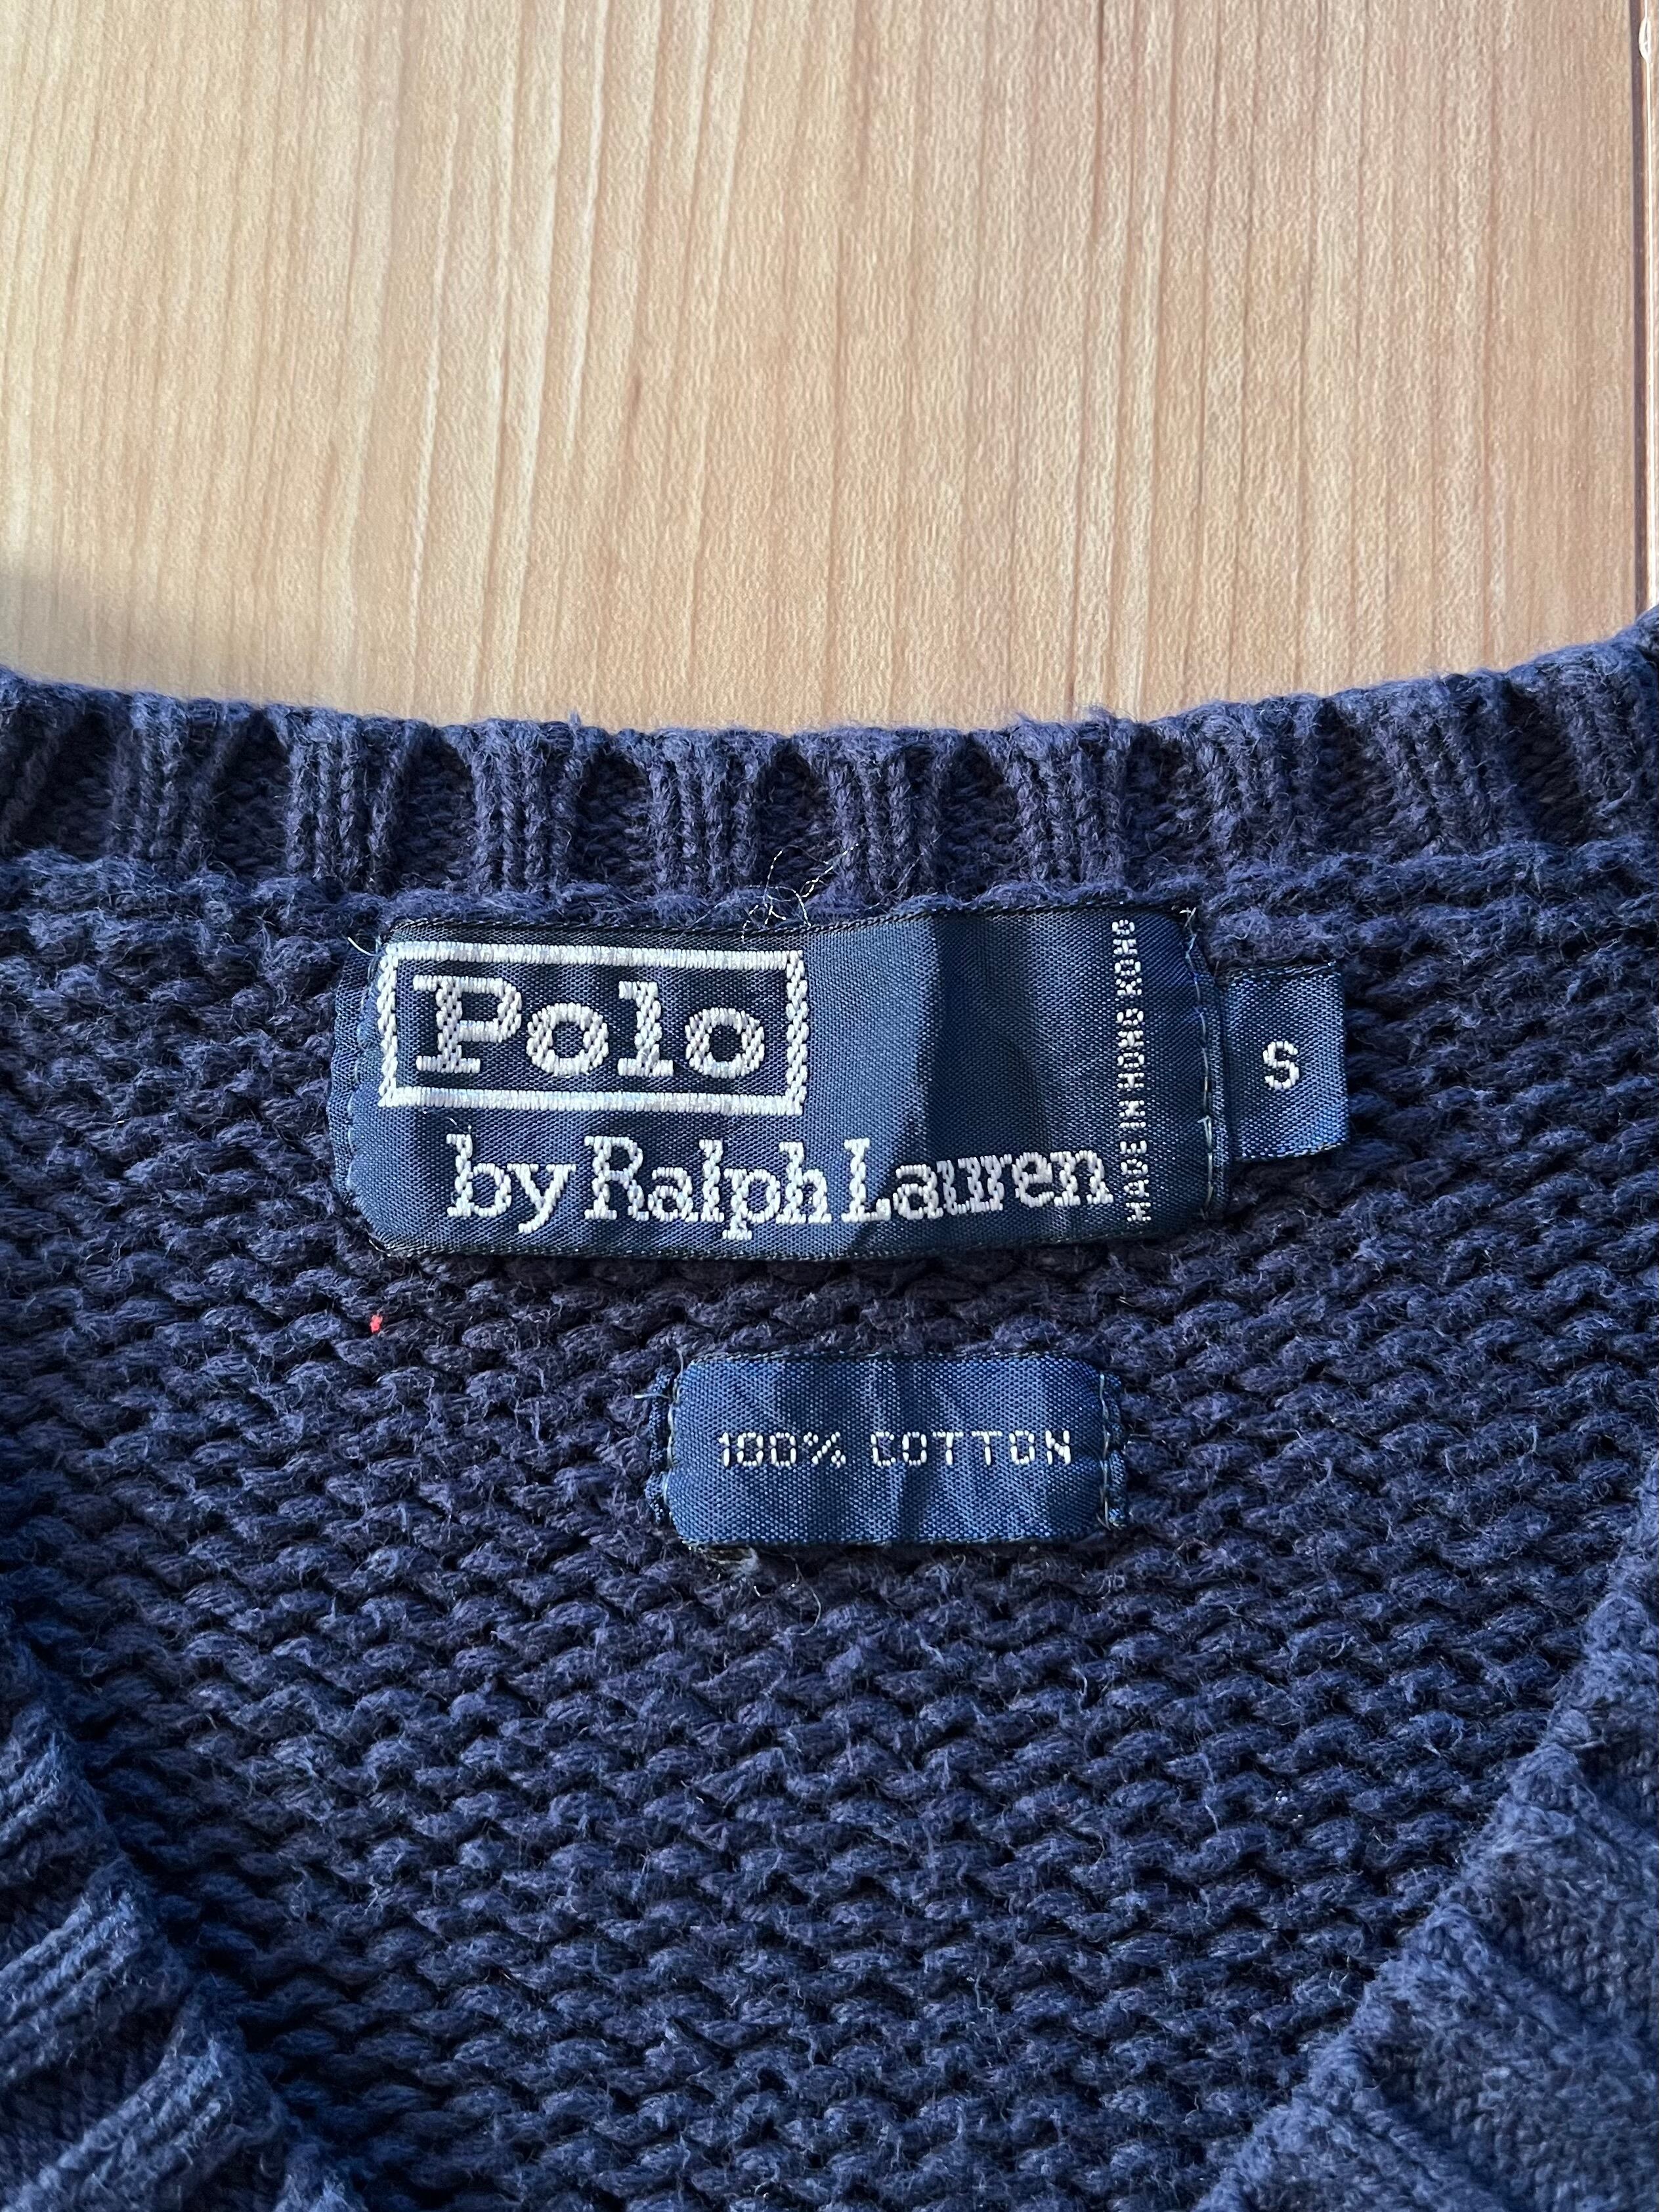 Polo
by Ralph Lauren
MADE IN HONG KONG
S
100% COTTON